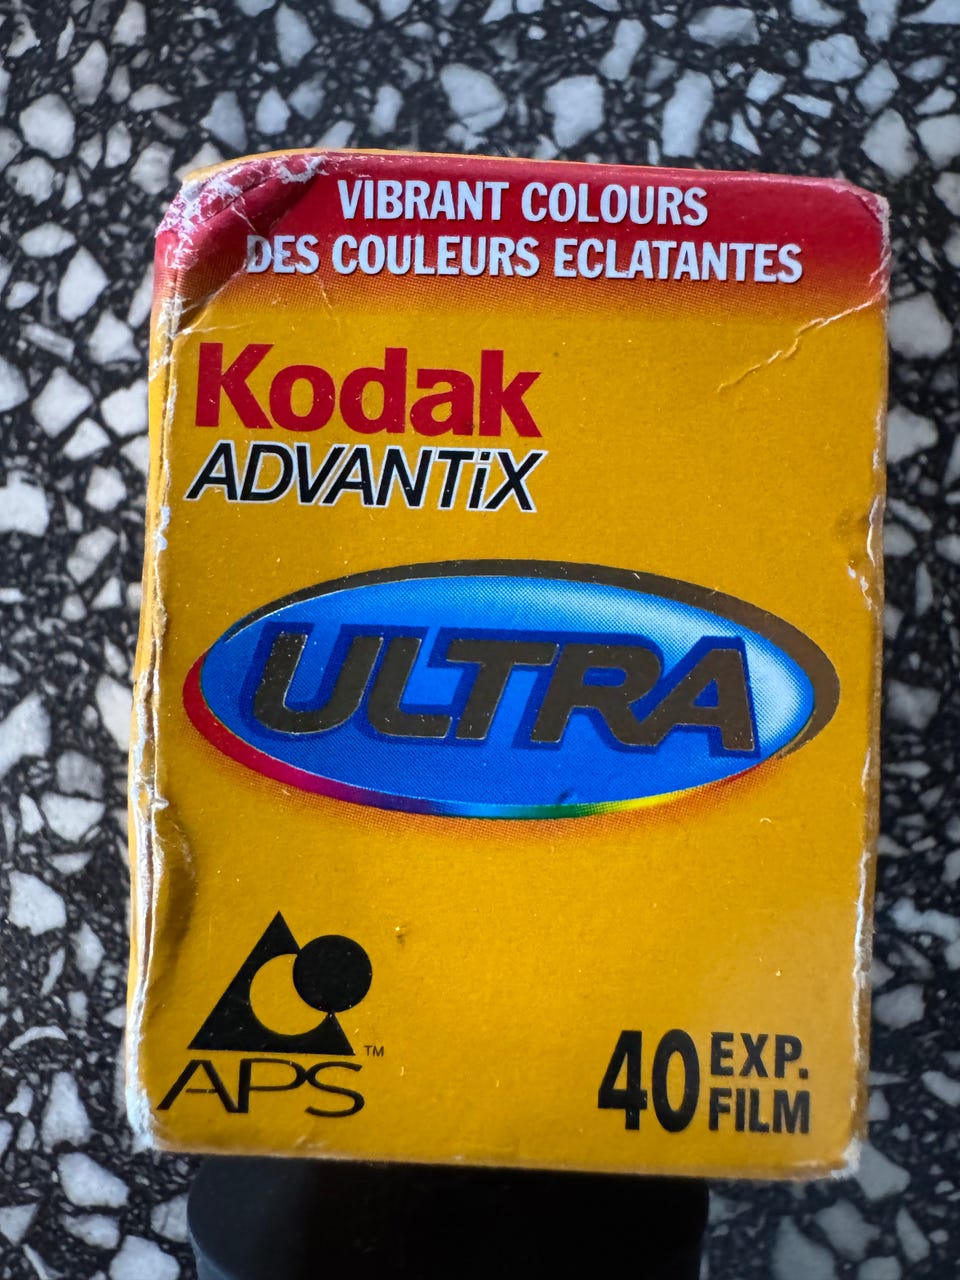 VIBRANT COLOURS
DES COULEURS ECLATANTES
Kodak
ADVANTiX
ULTRA
APS™
40 EXP.
FILM